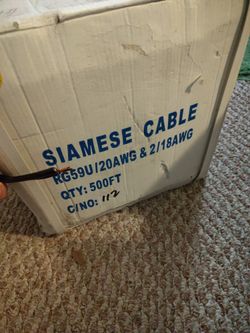 SIAMESE CABLE
RG59U/20AWG & 2/18AWG
QTY: 500FT
C/NO: 112